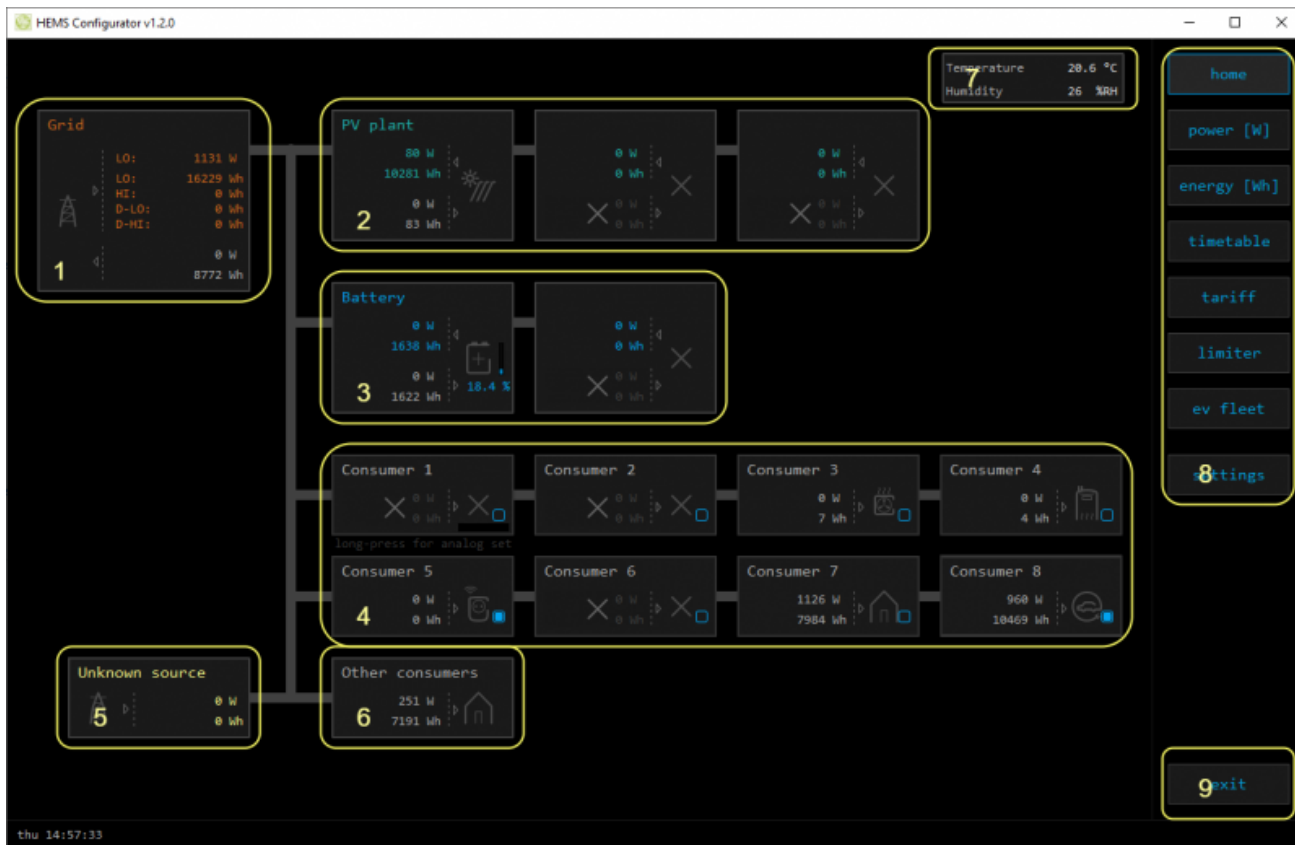 HEMS Configurator v1.2.0
Temperature 20.6 °C
Humidity 26 %RH
7
home
power [W]
energy [Wh]
timetable
tariff
limiter
ev fleet
settings
8
Grid
LO: 1131 W
LO: 16229 Wh
HI: 0 Wh
D-LO: 0 Wh
D-HI: 0 Wh
0 W
8772 Wh
1
PV plant
80 W
10281 Wh
0 W
83 Wh
2
0 W
0 Wh
0 W
0 Wh
0 W
0 Wh
0 W
0 Wh
Battery
0 W
1638 Wh
0 W
1622 Wh
18.4 %
3
0 W
0 Wh
0 W
0 Wh
Consumer 1
0 W
0 Wh
long-press for analog set
Consumer 2
0 W
0 Wh
Consumer 3
0 W
7 Wh
Consumer 4
0 W
4 Wh
Consumer 5
0 W
0 Wh
4
Consumer 6
0 W
0 Wh
Consumer 7
1126 W
7984 Wh
Consumer 8
960 W
10469 Wh
Unknown source
0 W
0 Wh
5
Other consumers
251 W
7191 Wh
6
exit
9
thu 14:57:33